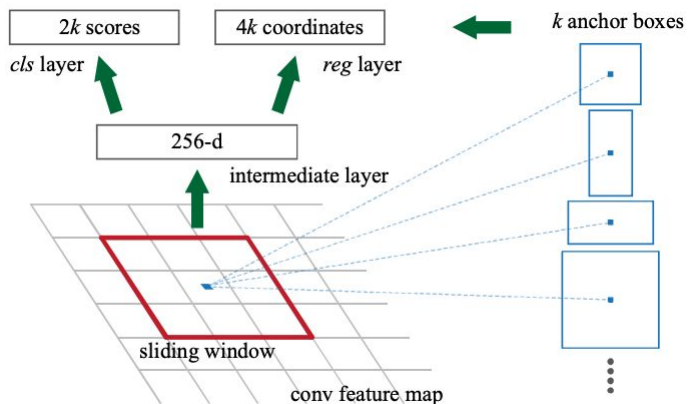 2k scores
4k coordinates
k anchor boxes
cls layer
reg layer
256-d
intermediate layer
sliding window
conv feature map